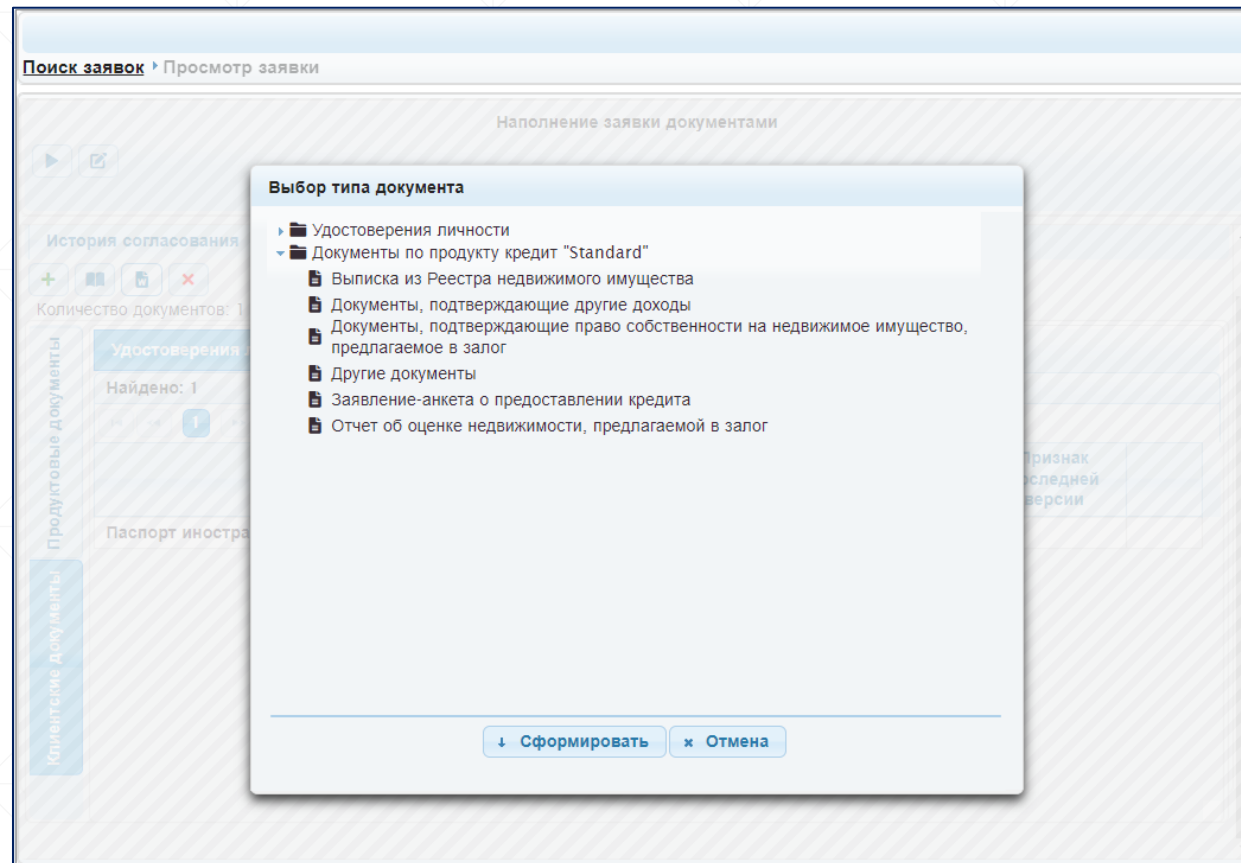 Поиск заявок Просмотр заявки
Наполнение заявки документами
Выбор типа документа
Удостоверения личности
Документы по продукту кредит "Standard"
Выписка из Реестра недвижимого имущества
Документы, подтверждающие другие доходы
Документы, подтверждающие право собственности на недвижимое имущество,
предлагаемое в залог
Другие документы
Заявление-анкета о предоставлении кредита
Отчет об оценке недвижимости, предлагаемой в залог
Сформировать
Отмена
История согласования
Количество документов: 1
Продуктовые документы
Клиентские документы
Удостоверения
Найдено: 1
1
версии
Паспорт